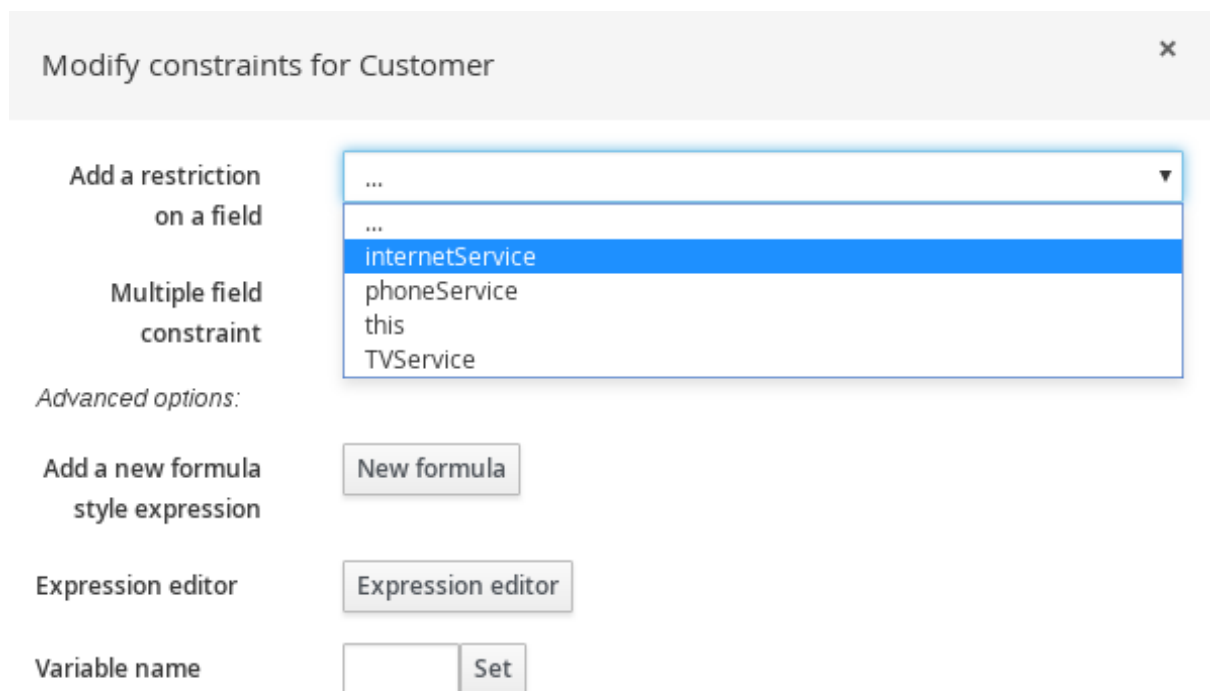 Modify constraints for Customer
×
Add a restriction
on a field
...
...
internetService
phoneService
this
TVService
Multiple field
constraint
Advanced options:
Add a new formula
style expression
New formula
Expression editor
Expression editor
Variable name
Set